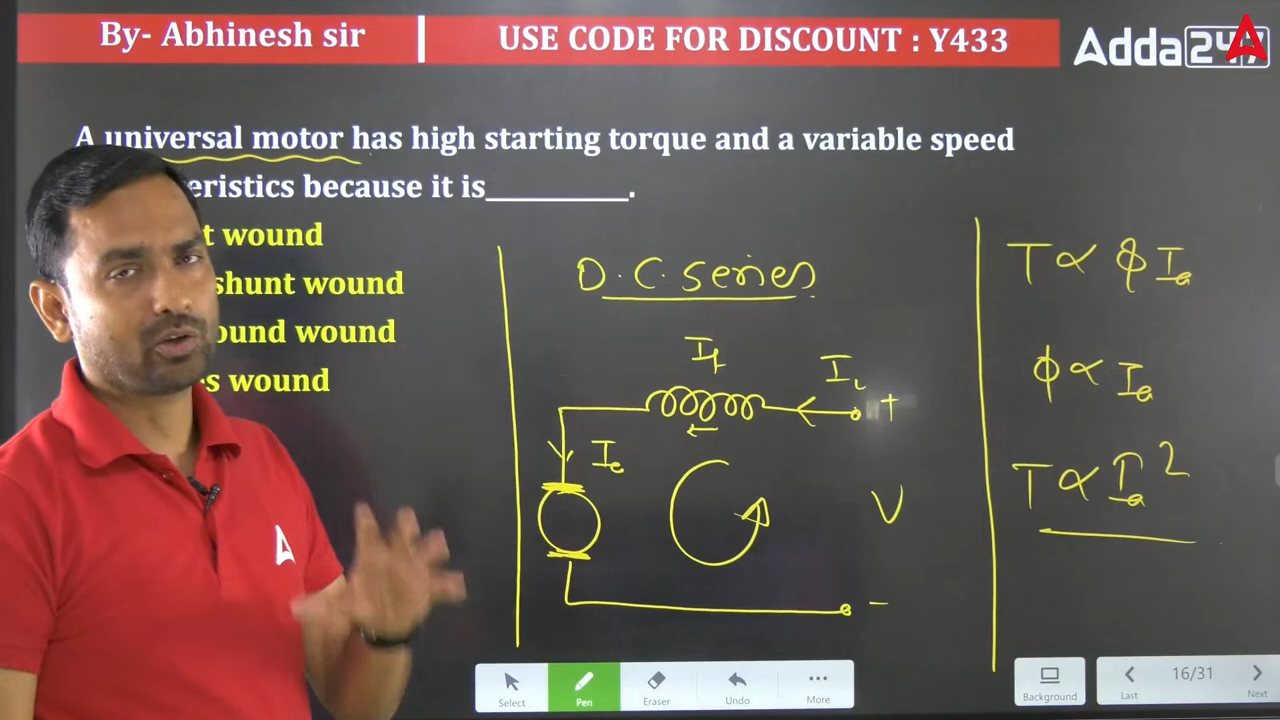 By- Abhinesh sir
USE CODE FOR DISCOUNT : Y433
Adda247
A universal motor has high starting torque and a variable speed
eristics because it is__________.
t wound
shunt wound
ound wound
s wound
D.C. series
If
IL
+
Ia
V
-
T∝ ϕ Ia
ϕ ∝ Ia
T∝ Ia²
Select
Pen
Eraser
Undo
More
Background
Last
16/31
Next